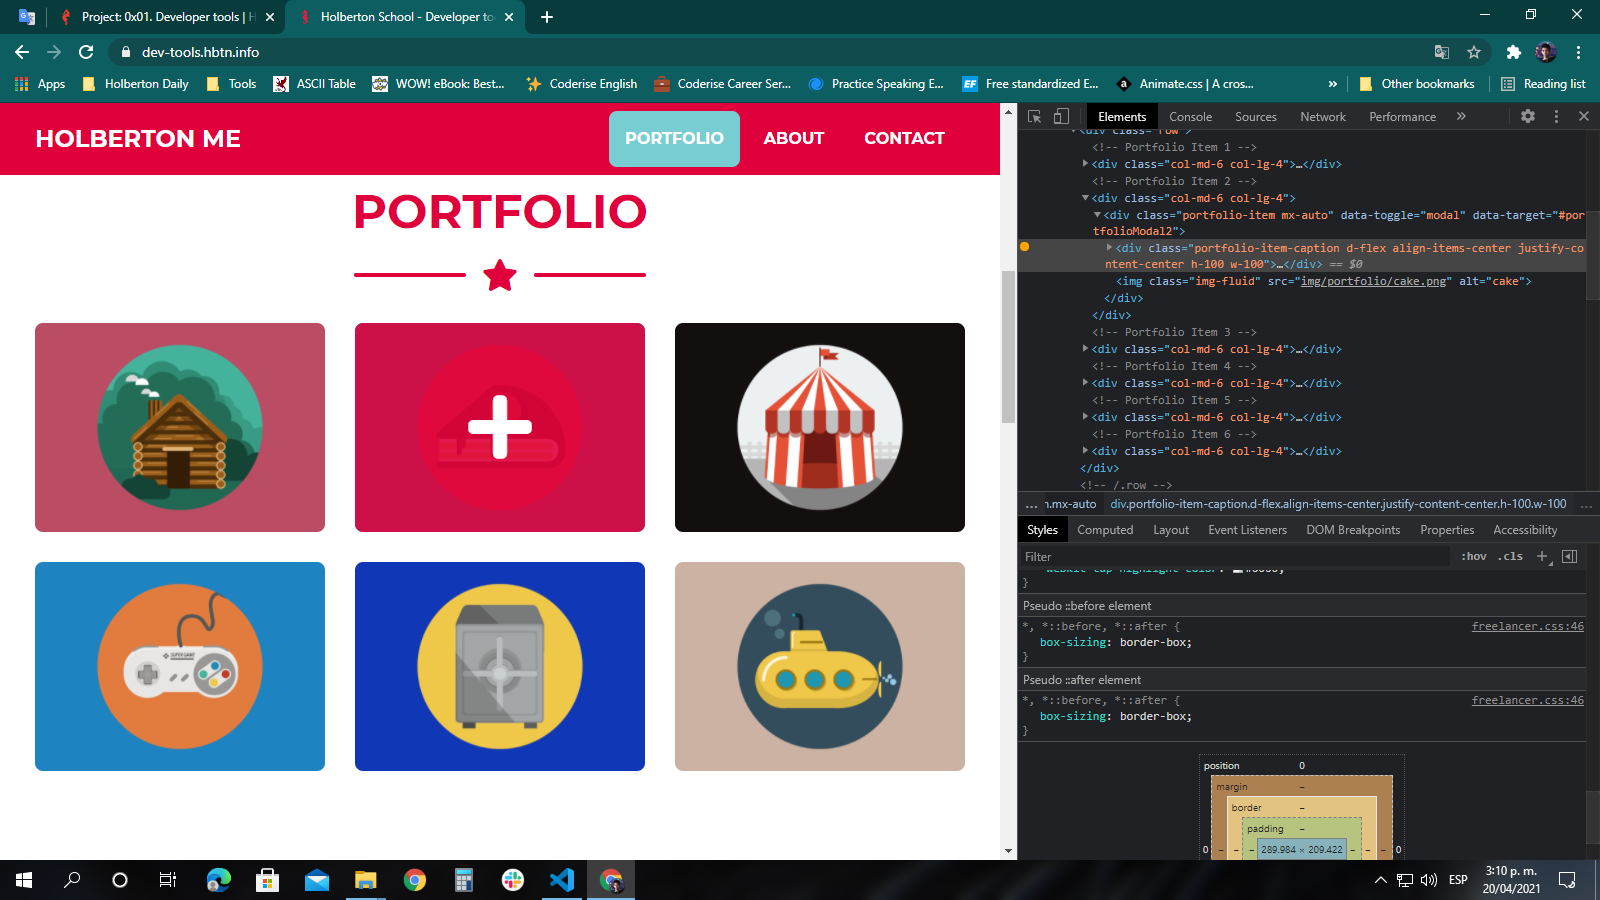 Project: 0x01. Developer tools | H
Holberton School - Developer to
dev-tools.hbtn.info
Apps
Holberton Daily
Tools
ASCII Table
WOW! eBook: Best...
Coderise English
Coderise Career Ser...
Practice Speaking E...
Free standardized E...
Animate.css | A cros...
»
Other bookmarks
Reading list
HOLBERTON ME
PORTFOLIO
ABOUT
CONTACT
PORTFOLIO
SUPER GAME
Elements
Console
Sources
Network
Performance
»
<div class="row">
<!-- Portfolio Item 1 -->
<div class="col-md-6 col-lg-4">…</div>
<!-- Portfolio Item 2 -->
<div class="col-md-6 col-lg-4">
<div class="portfolio-item mx-auto" data-toggle="modal" data-target="#por
tfolioModal2">
<div class="portfolio-item-caption d-flex align-items-center justify-co
ntent-center h-100 w-100">…</div> == $0
<img class="img-fluid" src="img/portfolio/cake.png" alt="cake">
</div>
</div>
<!-- Portfolio Item 3 -->
<div class="col-md-6 col-lg-4">…</div>
<!-- Portfolio Item 4 -->
<div class="col-md-6 col-lg-4">…</div>
<!-- Portfolio Item 5 -->
<div class="col-md-6 col-lg-4">…</div>
<!-- Portfolio Item 6 -->
<div class="col-md-6 col-lg-4">…</div>
</div>
<!-- /.row -->
... n.mx-auto div.portfolio-item-caption.d-flex.align-items-center.justify-content-center.h-100.w-100 ...
Styles
Computed
Layout
Event Listeners
DOM Breakpoints
Properties
Accessibility
Filter
:hov .cls +
}
Pseudo ::before element
*, *::before, *::after {
freelancer.css:46
box-sizing: border-box;
}
Pseudo ::after element
*, *::before, *::after {
freelancer.css:46
box-sizing: border-box;
}
position 0
margin –
border –
padding –
0 – – – 289.984 × 209.422 – – – 0
ESP
3:10 p. m.
20/04/2021